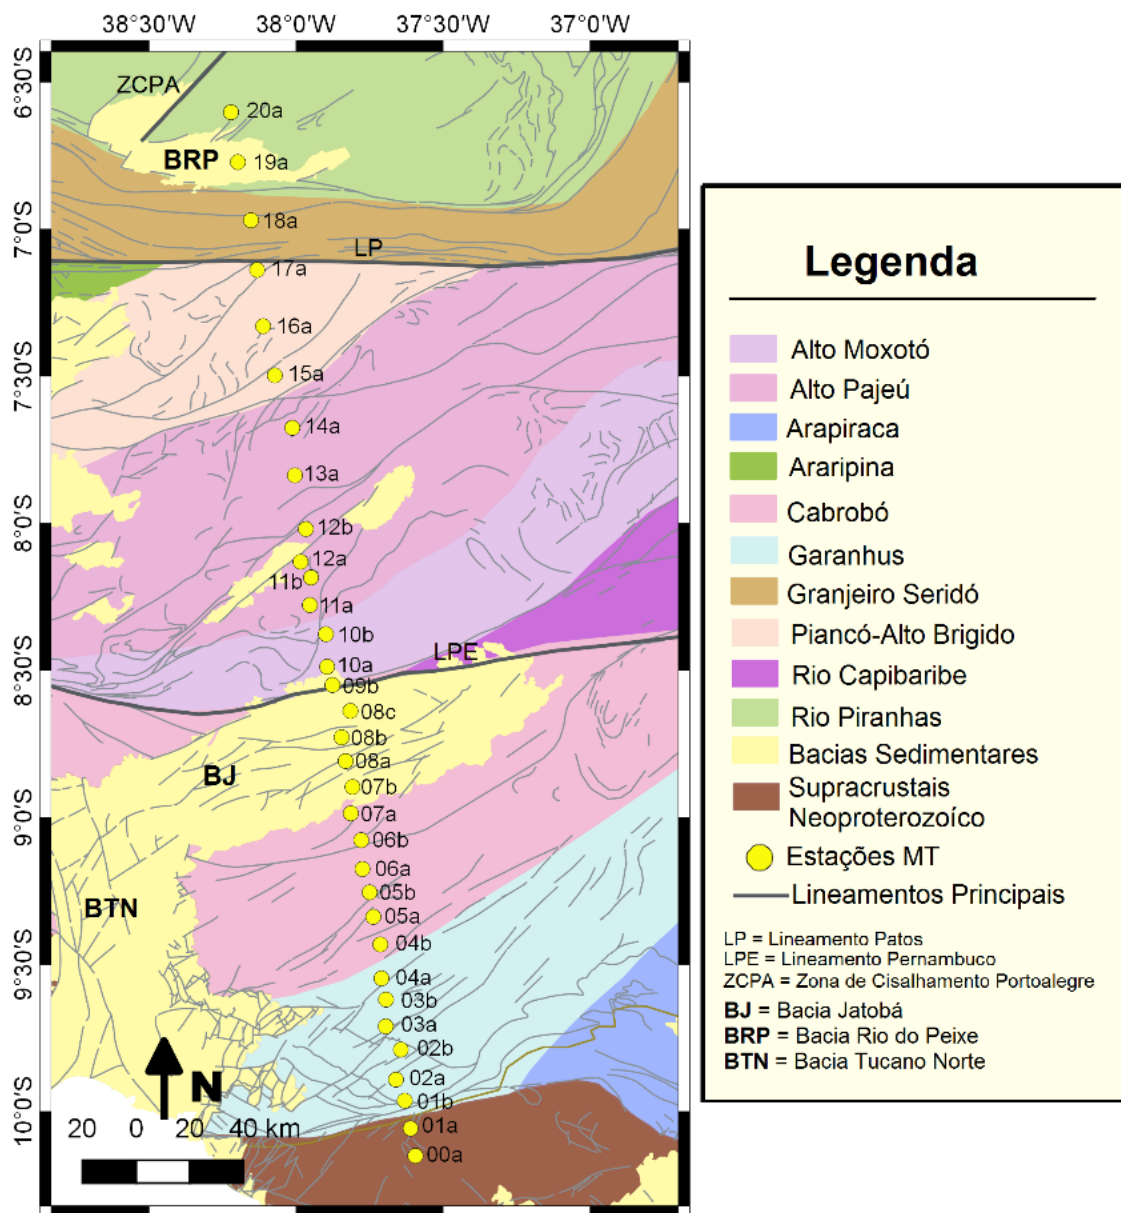 38°30'W 38°0'W 37°30'W 37°0'W
6°30'S
7°0'S
7°30'S
8°0'S
8°30'S
9°0'S
9°30'S
10°0'S
ZCPA
20a
BRP
19a
18a
LP
17a
16a
15a
14a
13a
12b
12a
11b
11a
10b
10a
LPE
09b
08c
08b
BJ
08a
07b
07a
06b
06a
05b
BTN
05a
04b
04a
03b
03a
02b
02a
N
01b
20 0 20 40 km
01a
00a
Legenda
Alto Moxotó
Alto Pajeú
Arapiraca
Araripina
Cabrobó
Garanhus
Granjeiro Seridó
Piancó-Alto Brigido
Rio Capibaribe
Rio Piranhas
Bacias Sedimentares
Supracrustais
Neoproterozoíco
Estações MT
Lineamentos Principais
LP = Lineamento Patos
LPE = Lineamento Pernambuco
ZCPA = Zona de Cisalhamento Portoalegre
BJ = Bacia Jatobá
BRP = Bacia Rio do Peixe
BTN = Bacia Tucano Norte